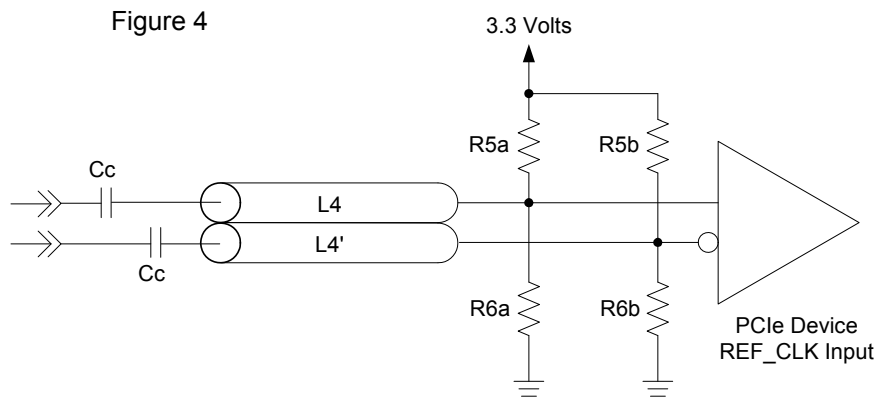 Figure 4
3.3 Volts
R5a
R5b
Cc
L4
L4'
Cc
R6a
R6b
PCIe Device
REF_CLK Input